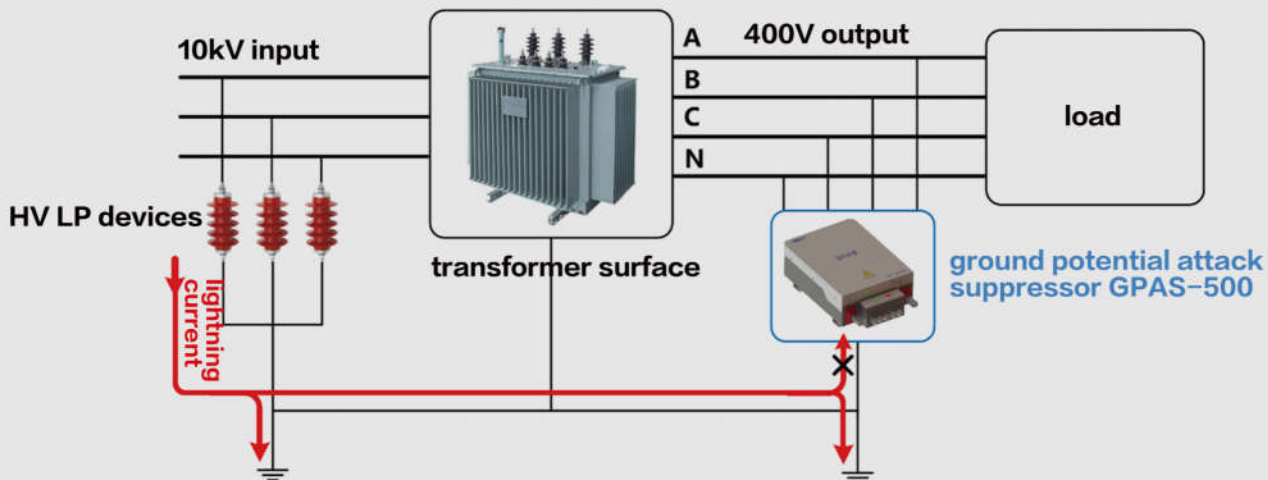 10kV input
A
400V output
B
C
N
load
HV LP devices
transformer surface
lightning
current
ground potential attack
suppressor GPAS-500